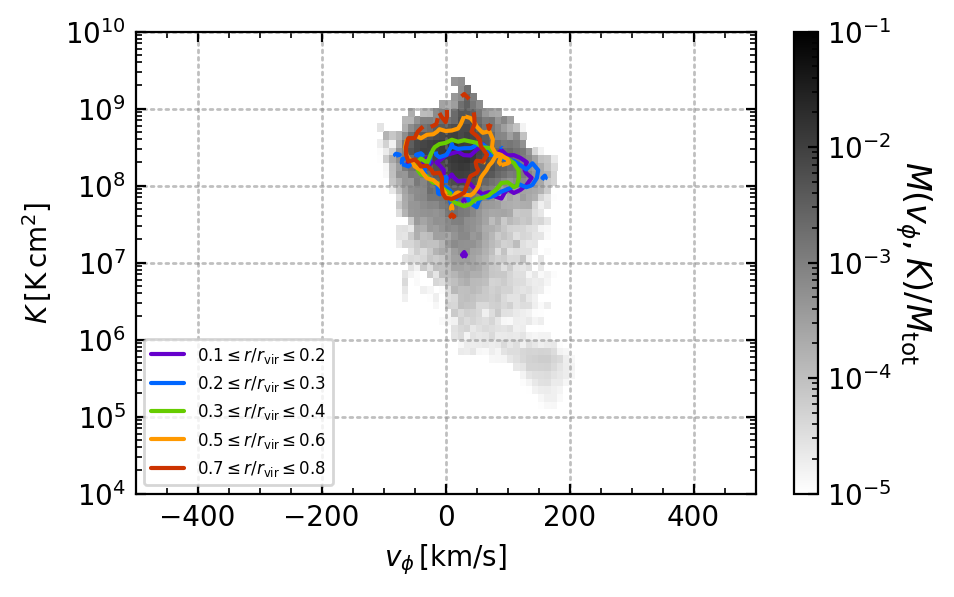 10^10
10^9
10^8
10^7
10^6
10^5
10^4
K [K cm^2]
0.1 ≤ r/r_vir ≤ 0.2
0.2 ≤ r/r_vir ≤ 0.3
0.3 ≤ r/r_vir ≤ 0.4
0.5 ≤ r/r_vir ≤ 0.6
0.7 ≤ r/r_vir ≤ 0.8
−400 −200 0 200 400
v_ϕ [km/s]
10^−1
10^−2
10^−3
10^−4
10^−5
M(v_ϕ, K)/M_tot